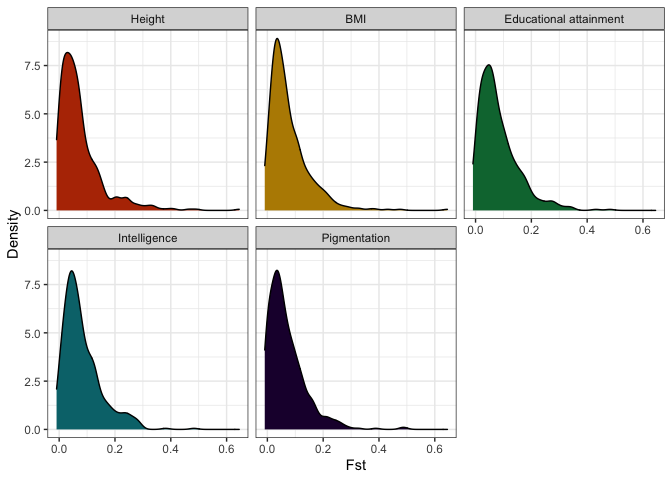 Height
BMI
Educational attainment
7.5
5.0
2.5
0.0
0.0 0.2 0.4 0.6
Intelligence
Pigmentation
7.5
5.0
2.5
0.0
0.0 0.2 0.4 0.6
0.0 0.2 0.4 0.6
Density
Fst